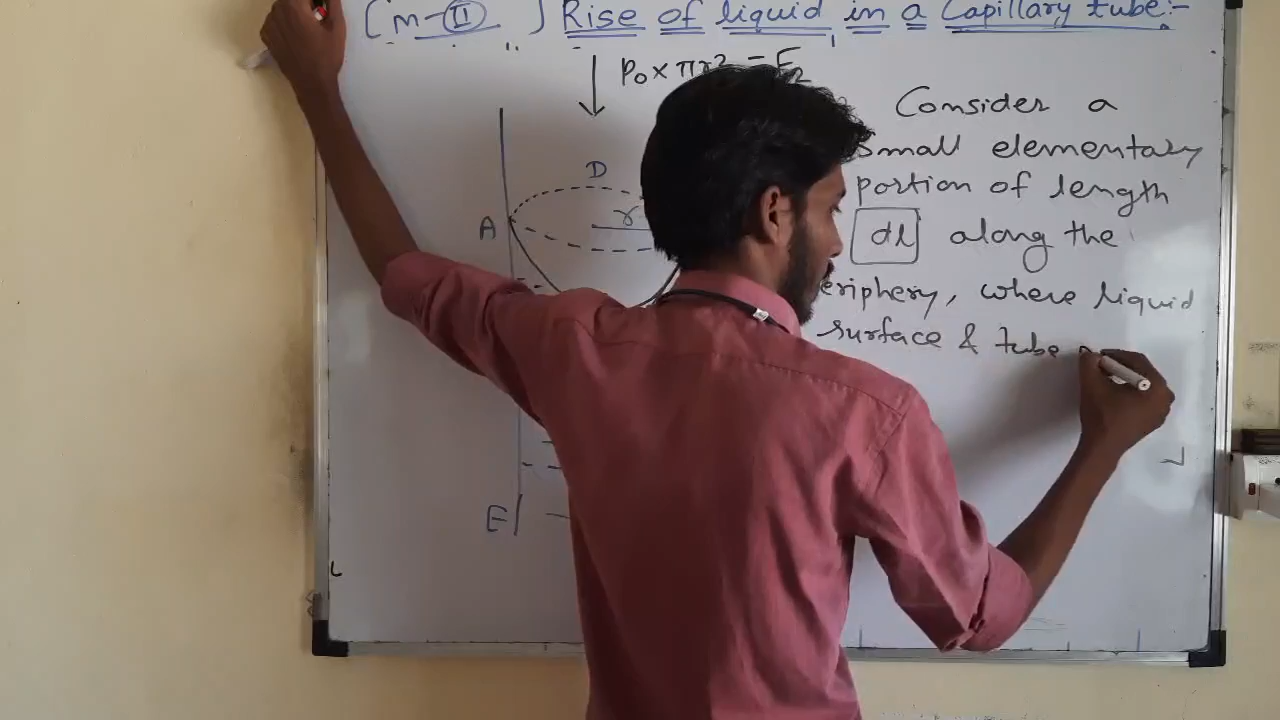 [M-II ] Rise of liquid in a Capillary tube:-
↓ P₀ × πr² = F₂
Consider a
small elementary
portion of length
dl along the
eriphery, where liquid
surface & tube
D
r
A
E